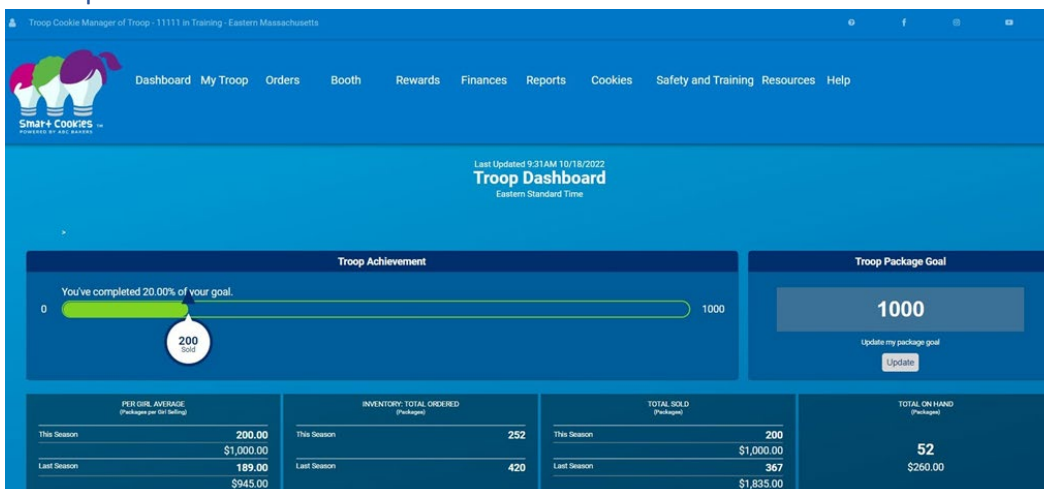 Troop Cookie Manager of Troop - 11111 in Training - Eastern Massachusetts
Dashboard My Troop Orders Booth Rewards Finances Reports Cookies Safety and Training Resources Help
Smart Cookies TM
POWERED BY ABC BAKERS
Last Updated 9:31AM 10/18/2022
Troop Dashboard
Eastern Standard Time
>
Troop Achievement
You've completed 20.00% of your goal.
0 1000
200
Sold
Troop Package Goal
1000
Update my package goal
Update
PER GIRL AVERAGE
(Packages per Girl Selling)
This Season 200.00
$1,000.00
Last Season 189.00
$945.00
INVENTORY: TOTAL ORDERED
(Packages)
This Season 252
Last Season 420
TOTAL SOLD
(Packages)
This Season 200
$1,000.00
Last Season 367
$1,835.00
TOTAL ON HAND
(Packages)
52
$260.00